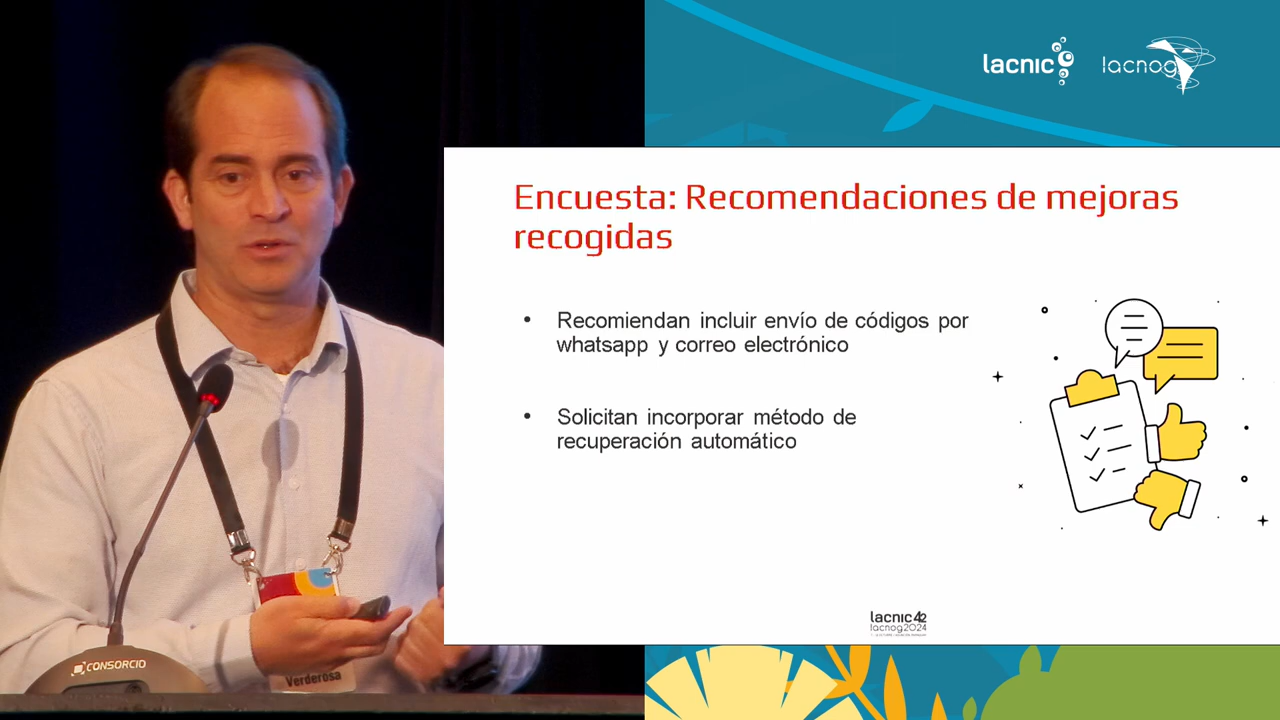 lacnic
lacnog
Encuesta: Recomendaciones de mejoras
recogidas
• Recomiendan incluir envío de códigos por
whatsapp y correo electrónico
• Solicitan incorporar método de
recuperación automático
lacnic42
lacnog2024
CONSORCIO
Verderosa